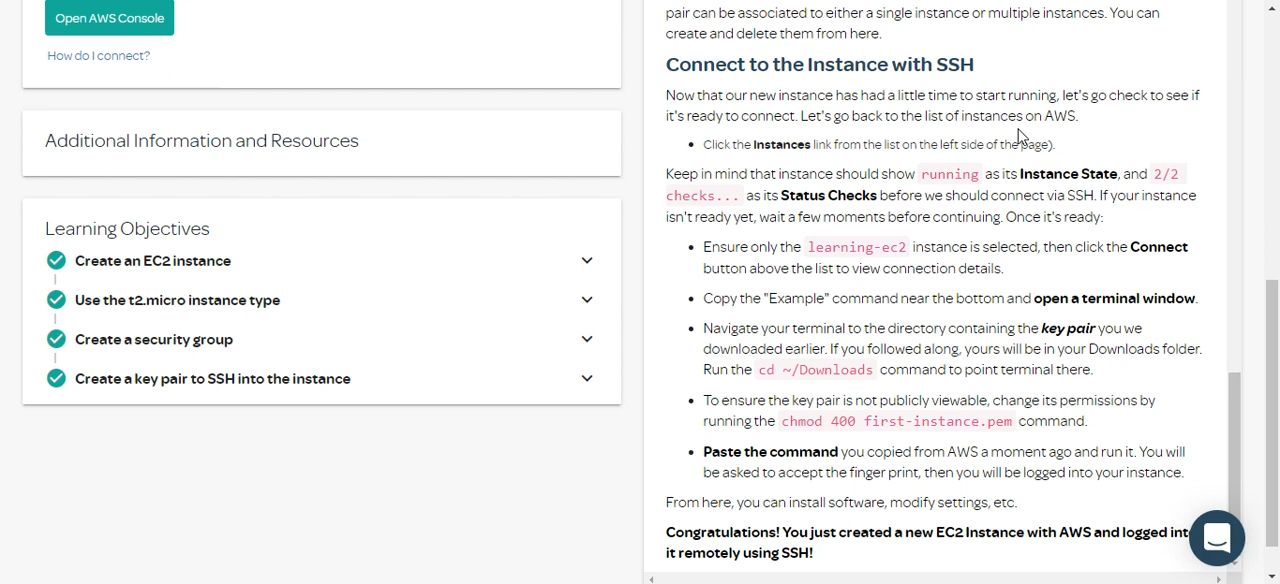 Open AWS Console
How do I connect?
Additional Information and Resources
Learning Objectives
Create an EC2 instance
Use the t2.micro instance type
Create a security group
Create a key pair to SSH into the instance
pair can be associated to either a single instance or multiple instances. You can
create and delete them from here.
Connect to the Instance with SSH
Now that our new instance has had a little time to start running, let's go check to see if
it's ready to connect. Let's go back to the list of instances on AWS.
Click the Instances link from the list on the left side of the page).
Keep in mind that instance should show running as its Instance State, and 2/2
checks... as its Status Checks before we should connect via SSH. If your instance
isn't ready yet, wait a few moments before continuing. Once it's ready:
Ensure only the learning-ec2 instance is selected, then click the Connect
button above the list to view connection details.
Copy the "Example" command near the bottom and open a terminal window.
Navigate your terminal to the directory containing the key pair you we
downloaded earlier. If you followed along, yours will be in your Downloads folder.
Run the cd ~/Downloads command to point terminal there.
To ensure the key pair is not publicly viewable, change its permissions by
running the chmod 400 first-instance.pem command.
Paste the command you copied from AWS a moment ago and run it. You will
be asked to accept the finger print, then you will be logged into your instance.
From here, you can install software, modify settings, etc.
Congratulations! You just created a new EC2 Instance with AWS and logged into
it remotely using SSH!